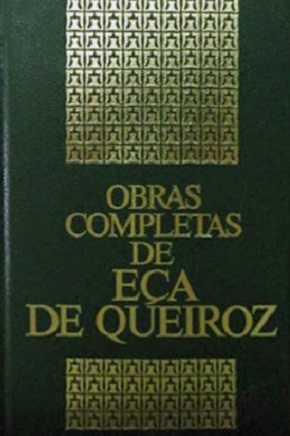 OBRAS
COMPLETAS
DE
EÇA
DE QUEIROZ